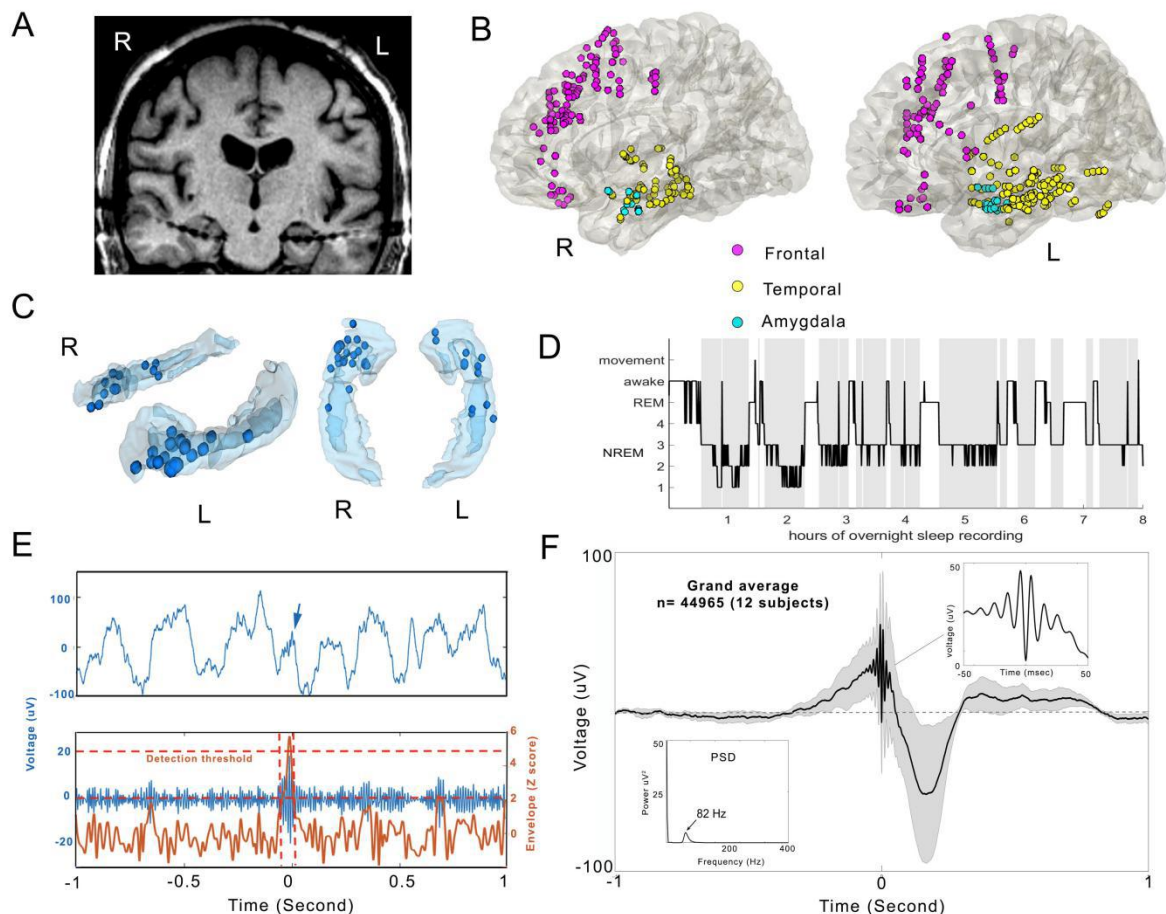 A
R
L
B
R
L
Frontal
Temporal
Amygdala
C
R
L
R
L
D
movement
awake
REM
4
3
NREM
2
1
1 2 3 4 5 6 7 8
hours of overnight sleep recording
E
100
0
-100
Voltage (uV)
20
0
-20
Detection threshold
6
4
2
0
Envelope (Z score)
-1 -0.5 0 0.5 1
Time (Second)
F
100
Grand average
n= 44965 (12 subjects)
50
0
voltage (uV)
-50 50
Time (msec)
Voltage (uV)
0
50
25
Power uV²
PSD
82 Hz
200 400
Frequency (Hz)
-100
-1 0 1
Time (Second)